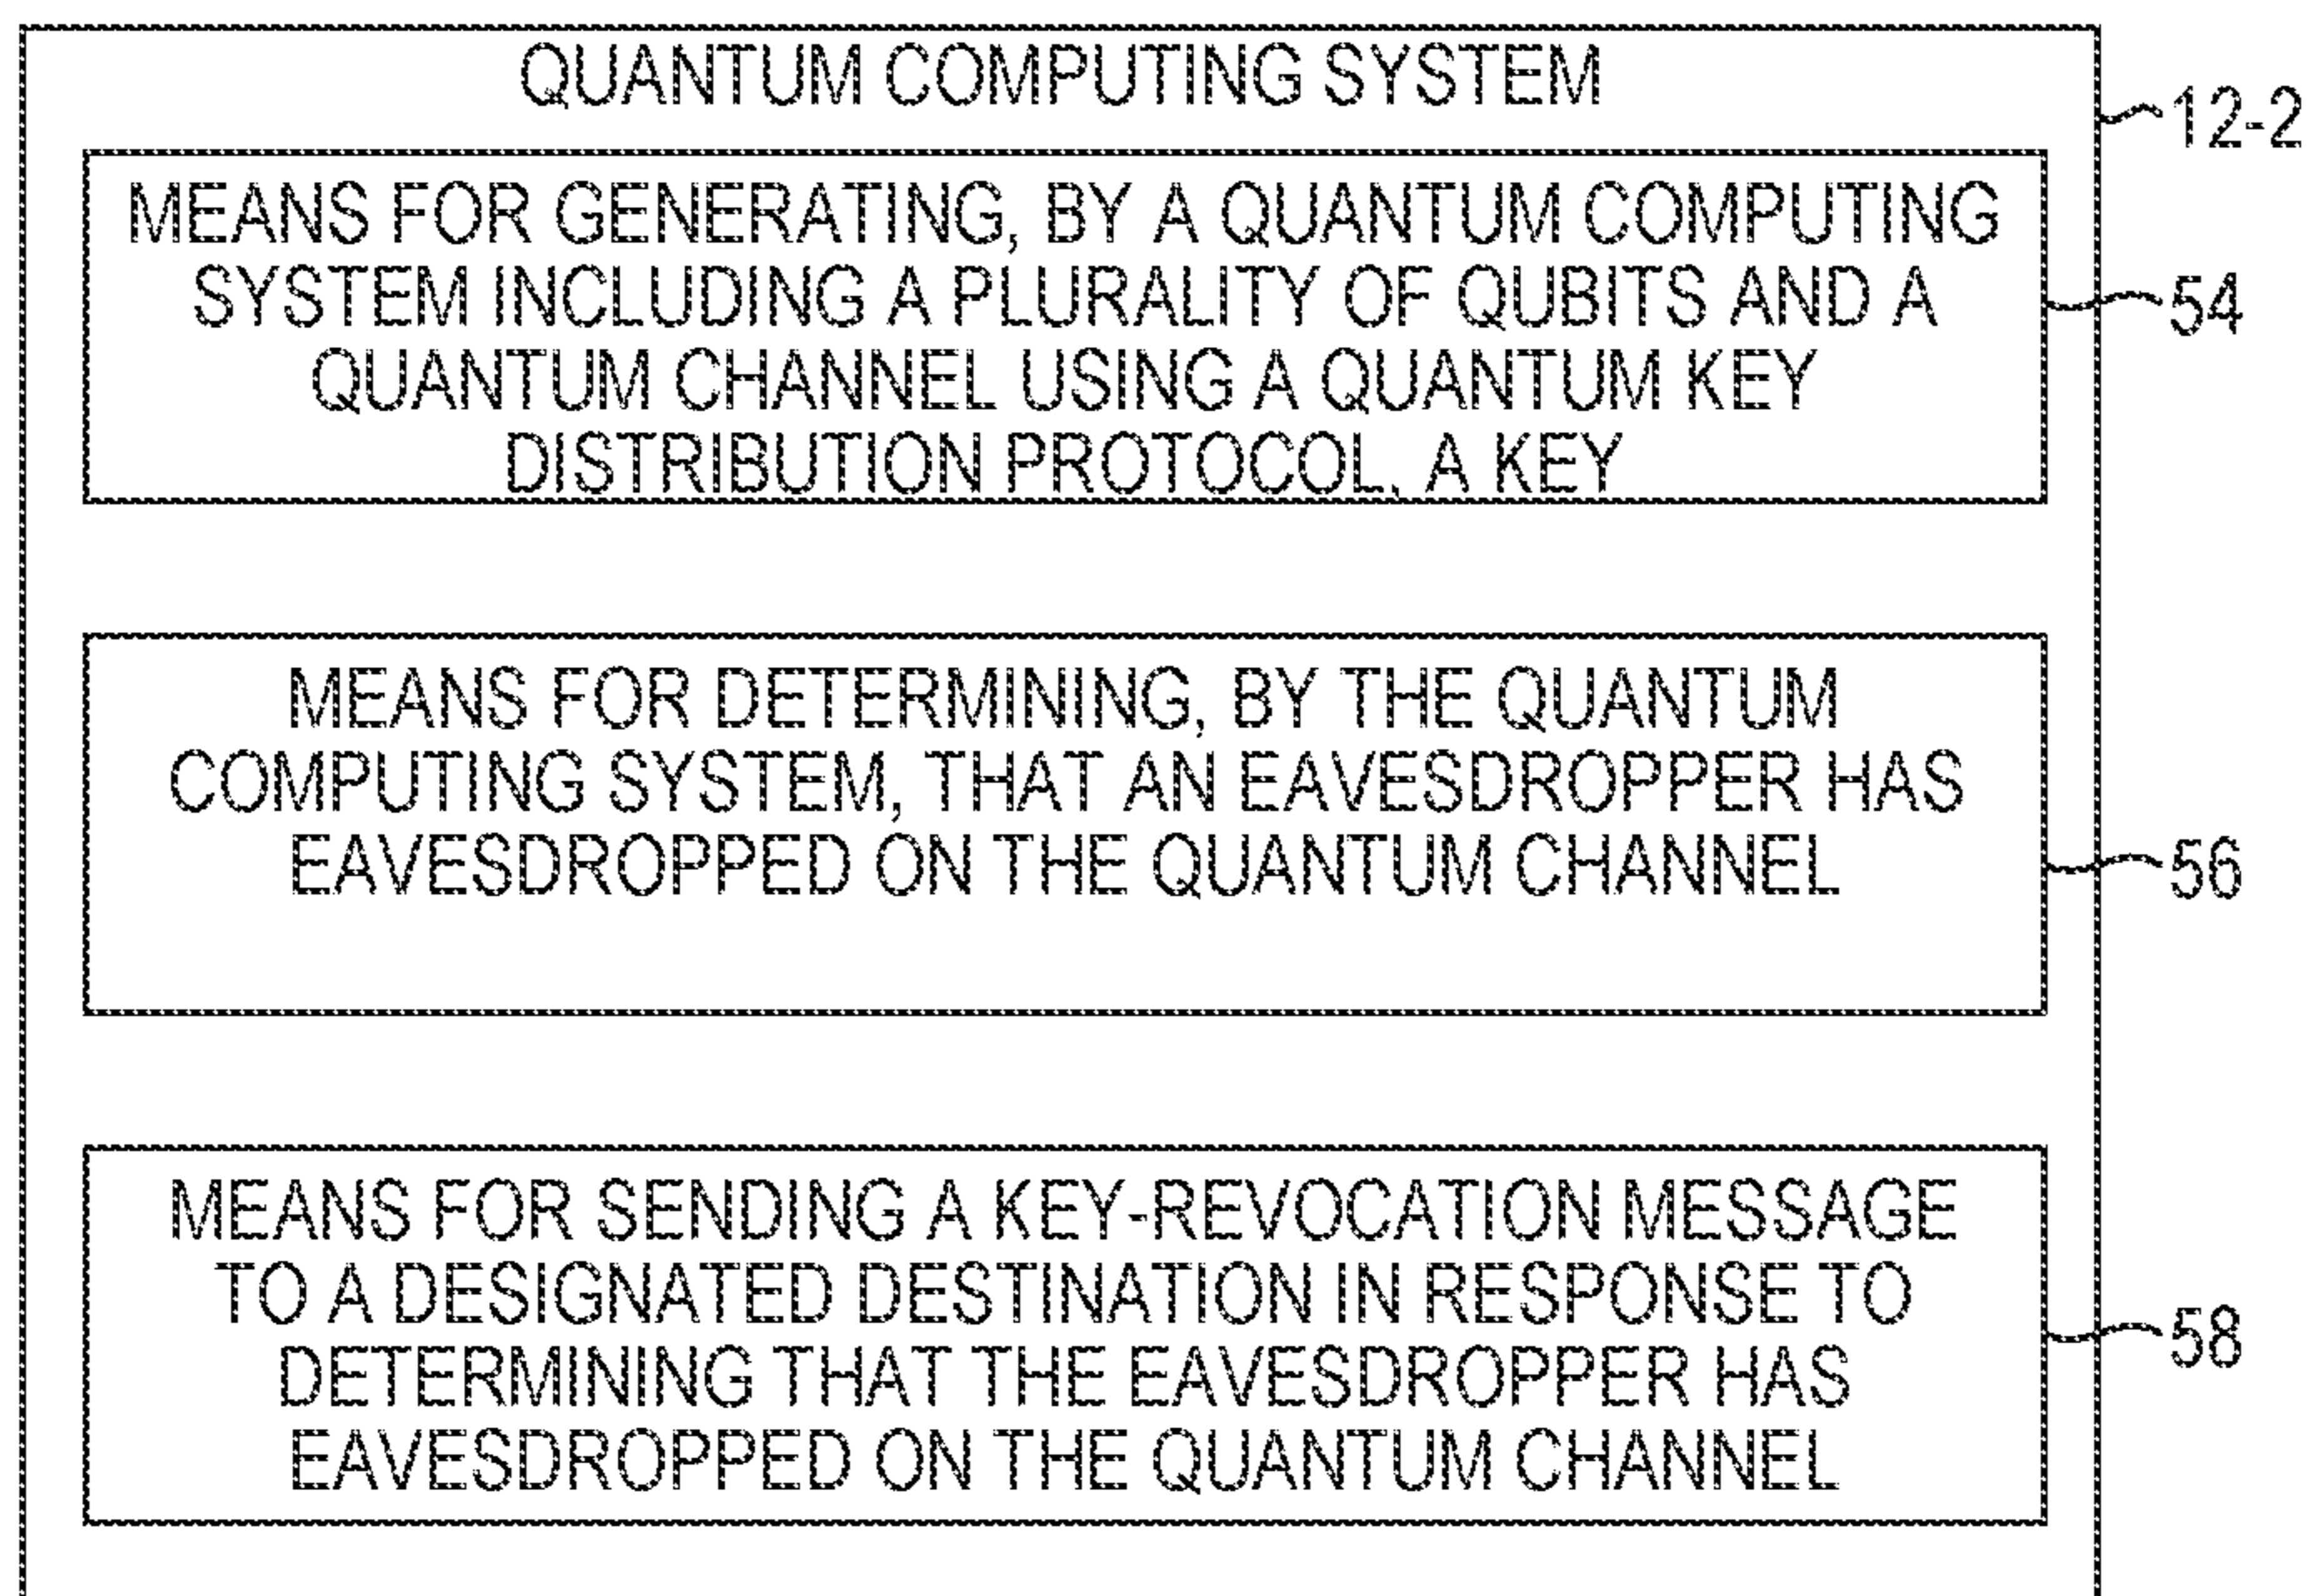 QUANTUM COMPUTING SYSTEM
12-2
MEANS FOR GENERATING, BY A QUANTUM COMPUTING
SYSTEM INCLUDING A PLURALITY OF QUBITS AND A
QUANTUM CHANNEL USING A QUANTUM KEY
DISTRIBUTION PROTOCOL, A KEY
54
MEANS FOR DETERMINING, BY THE QUANTUM
COMPUTING SYSTEM, THAT AN EAVESDROPPER HAS
EAVESDROPPED ON THE QUANTUM CHANNEL
56
MEANS FOR SENDING A KEY-REVOCATION MESSAGE
TO A DESIGNATED DESTINATION IN RESPONSE TO
DETERMINING THAT THE EAVESDROPPER HAS
EAVESDROPPED ON THE QUANTUM CHANNEL
58